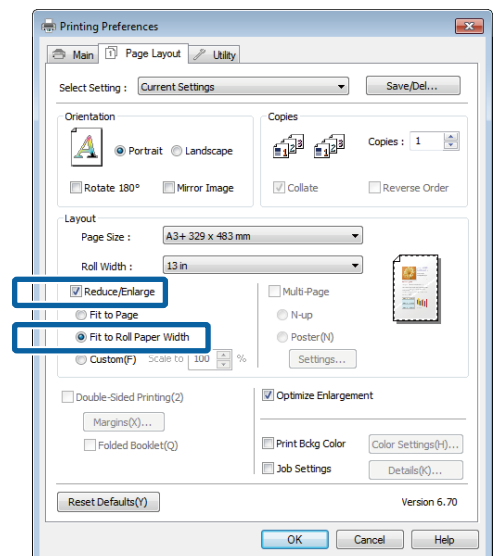 Printing Preferences
Main Page Layout Utility
Select Setting : Current Settings Save/Del...
Orientation
Portrait Landscape
Rotate 180° Mirror Image
Copies
Copies : 1
Collate Reverse Order
Layout
Page Size : A3+ 329 x 483 mm
Roll Width : 13 in
Reduce/Enlarge
Fit to Page
Fit to Roll Paper Width
Custom(F) Scale to 100 %
Multi-Page
N-up
Poster(N)
Settings...
Double-Sided Printing(2)
Margins(X)...
Folded Booklet(Q)
Optimize Enlargement
Print Bckg Color Color Settings(H)...
Job Settings Details(K)...
Reset Defaults(Y) Version 6.70
OK Cancel Help